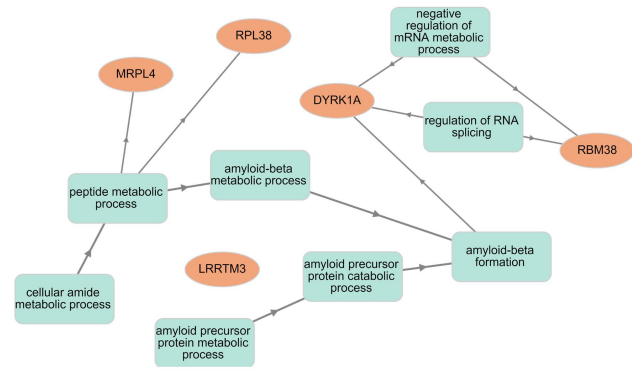 negative
regulation of
mRNA metabolic
process
RPL38
MRPL4
DYRK1A
regulation of RNA
splicing
RBM38
amyloid-beta
metabolic process
peptide metabolic
process
amyloid-beta
formation
LRRTM3
amyloid precursor
protein catabolic
process
cellular amide
metabolic process
amyloid precursor
protein metabolic
process